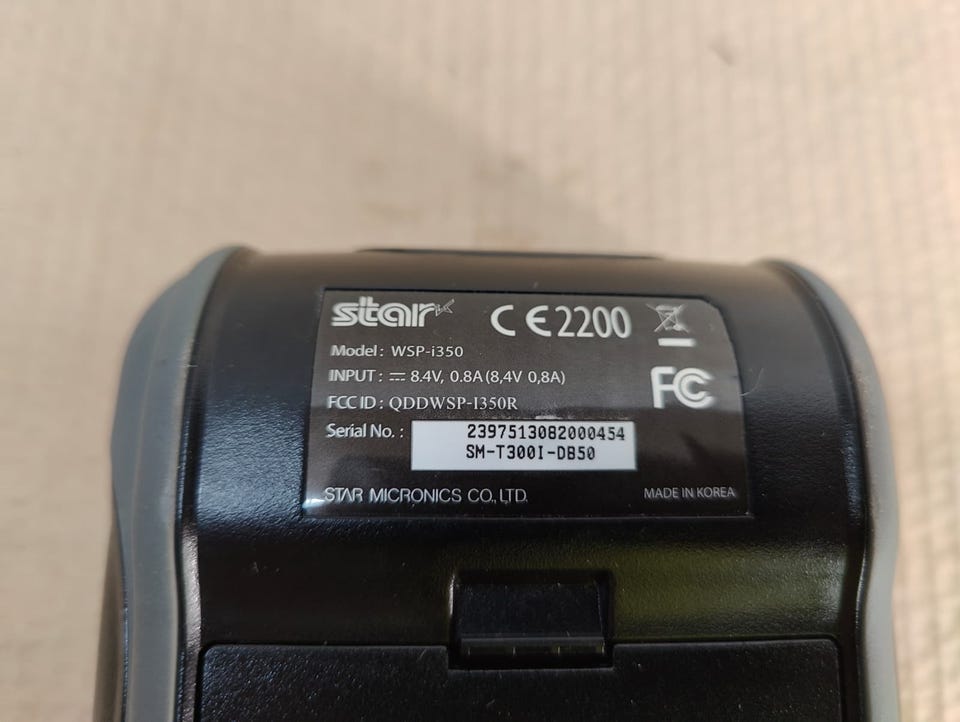 star
CE2200
Model: WSP-i350
INPUT: ⎓ 8.4V, 0.8A (8,4V 0,8A)
FC
FCC ID: QDDWSP-I350R
Serial No.: 2397513082000454
SM-T300I-DB50
STAR MICRONICS CO., LTD. MADE IN KOREA